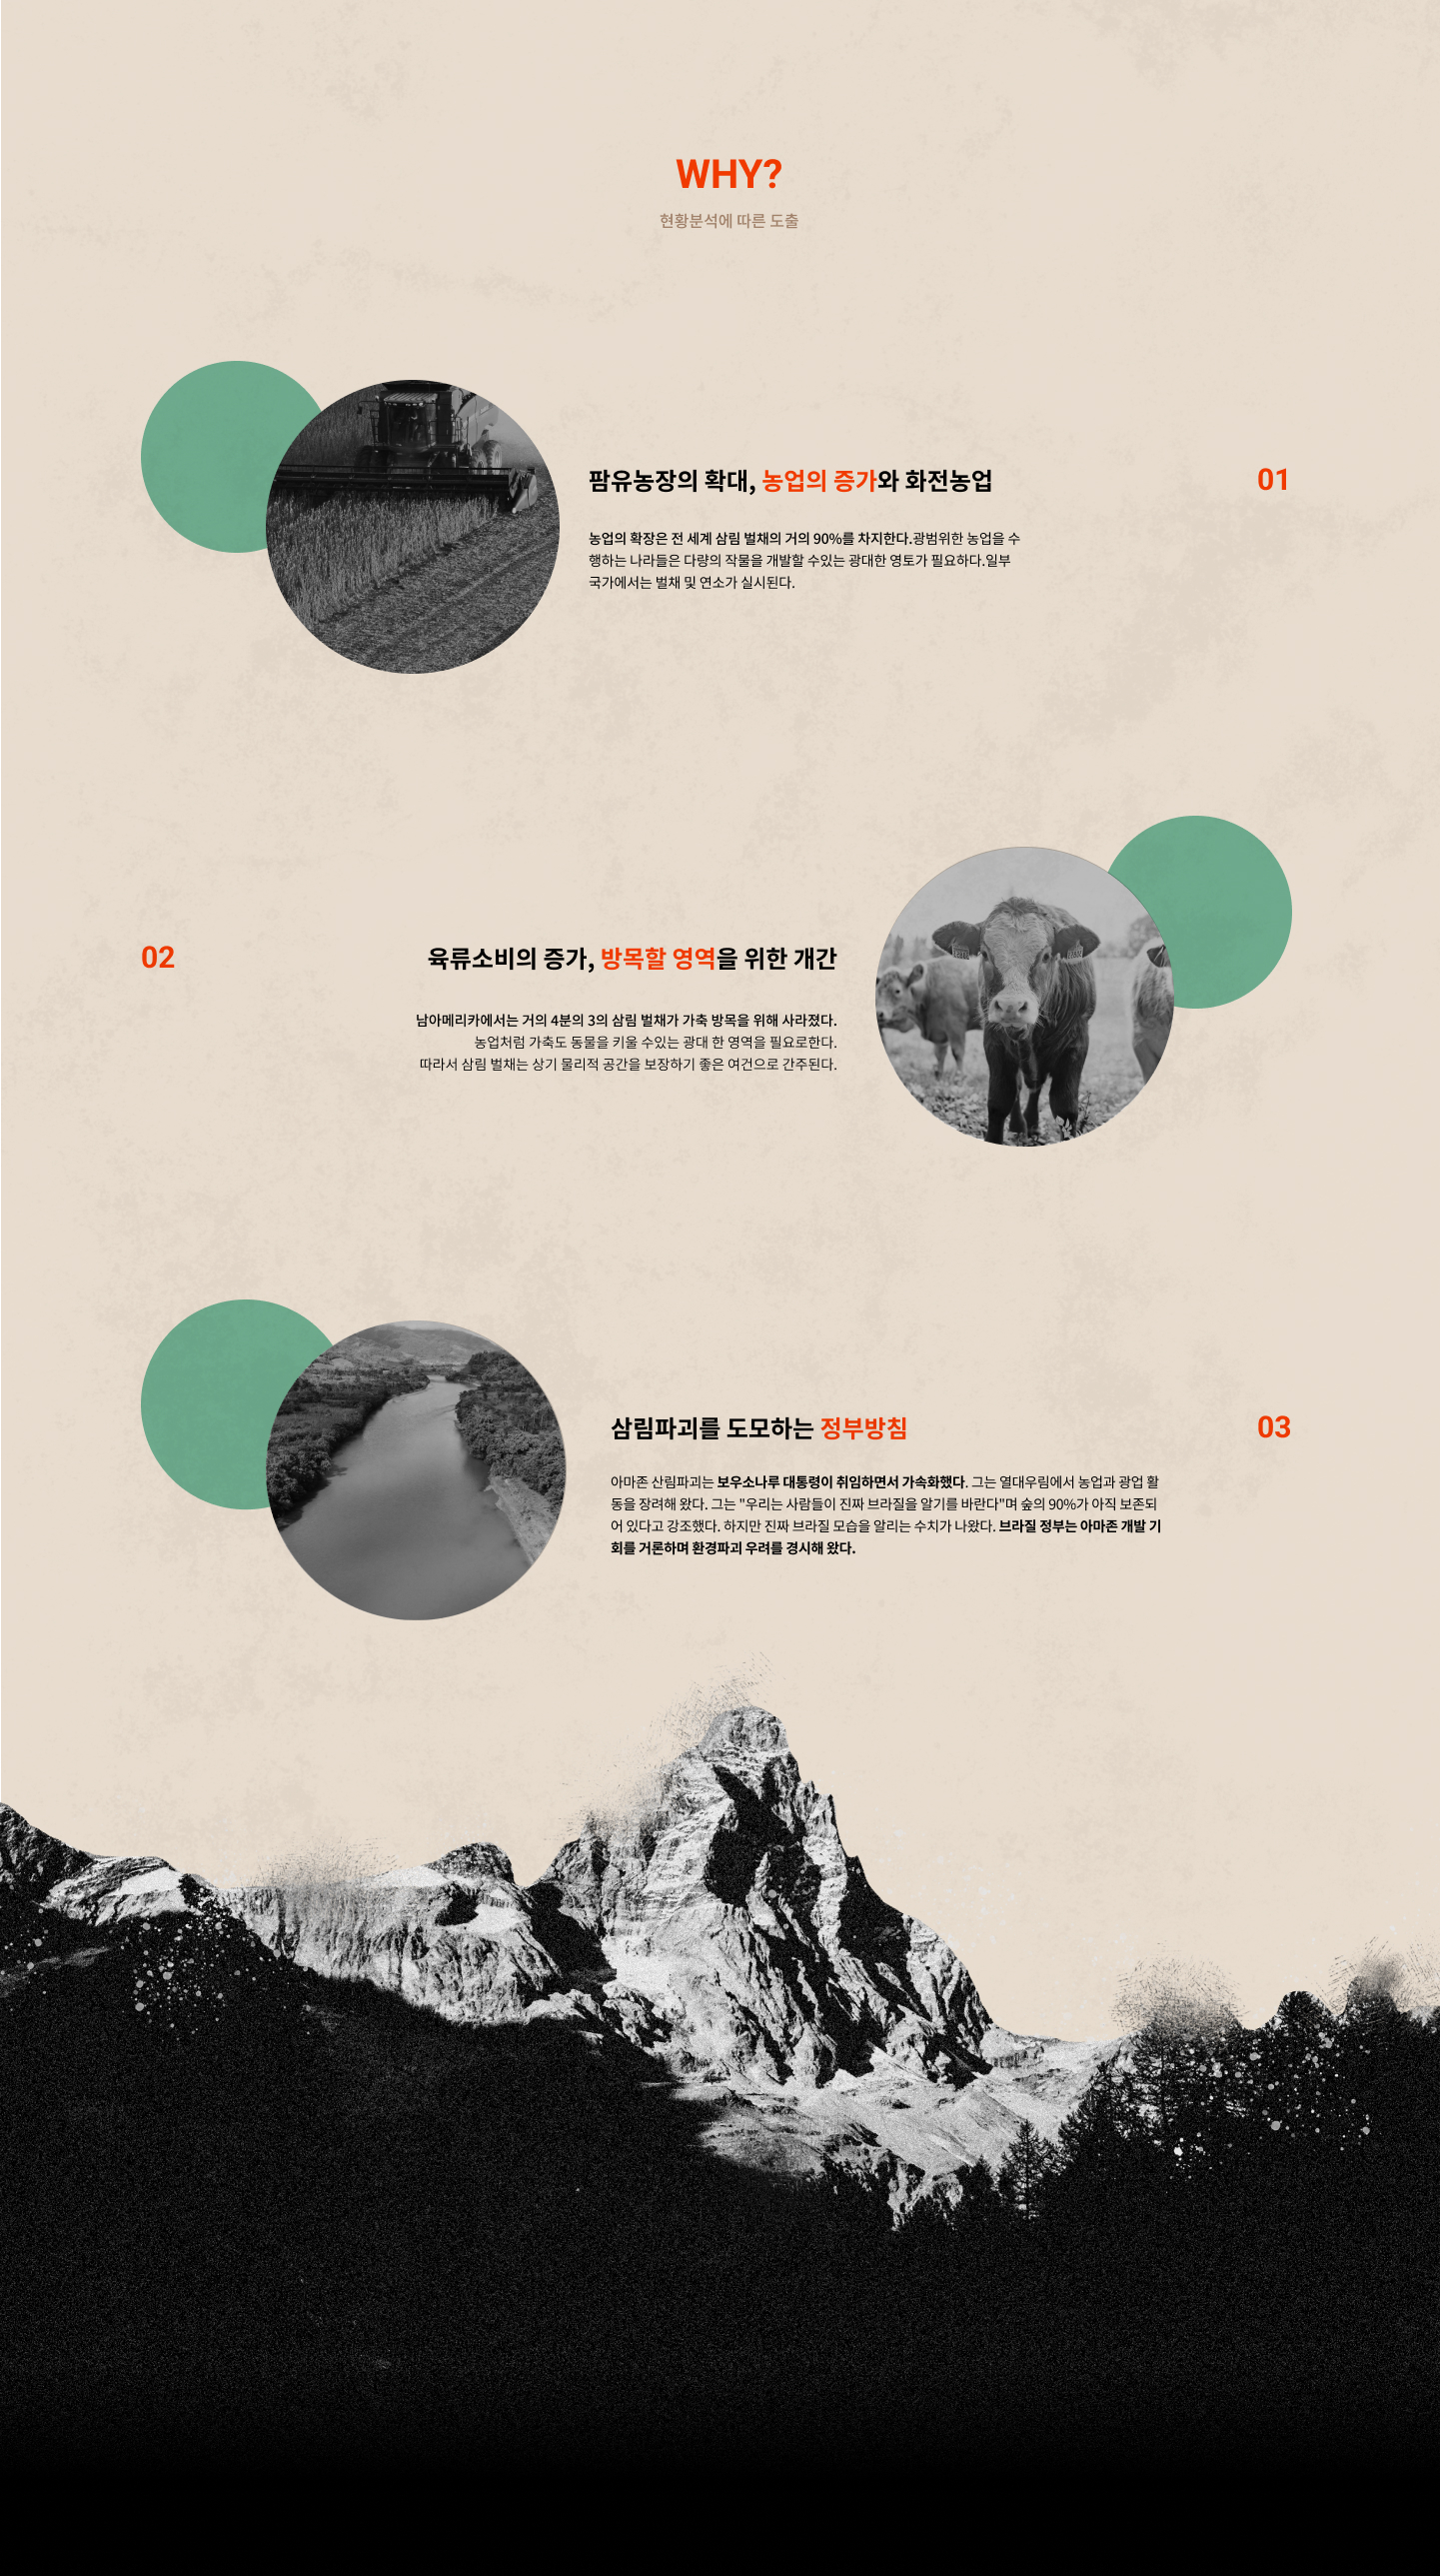 WHY?
현황분석에 따른 도출
팜유농장의 확대, 농업의 증가와 화전농업
01
농업의 확장은 전 세계 삼림 벌채의 거의 90%를 차지한다.광범위한 농업을 수
행하는 나라들은 다량의 작물을 개발할 수있는 광대한 영토가 필요하다.일부
국가에서는 벌채 및 연소가 실시된다.
02
육류소비의 증가, 방목할 영역을 위한 개간
남아메리카에서는 거의 4분의 3의 삼림 벌채가 가축 방목을 위해 사라졌다.
농업처럼 가축도 동물을 키울 수있는 광대 한 영역을 필요로한다.
따라서 삼림 벌채는 상기 물리적 공간을 보장하기 좋은 여건으로 간주된다.
삼림파괴를 도모하는 정부방침
03
아마존 산림파괴는 보우소나루 대통령이 취임하면서 가속화했다. 그는 열대우림에서 농업과 광업 활
동을 장려해 왔다. 그는 "우리는 사람들이 진짜 브라질을 알기를 바란다"며 숲의 90%가 아직 보존되
어 있다고 강조했다. 하지만 진짜 브라질 모습을 알리는 수치가 나왔다. 브라질 정부는 아마존 개발 기
회를 거론하며 환경파괴 우려를 경시해 왔다.